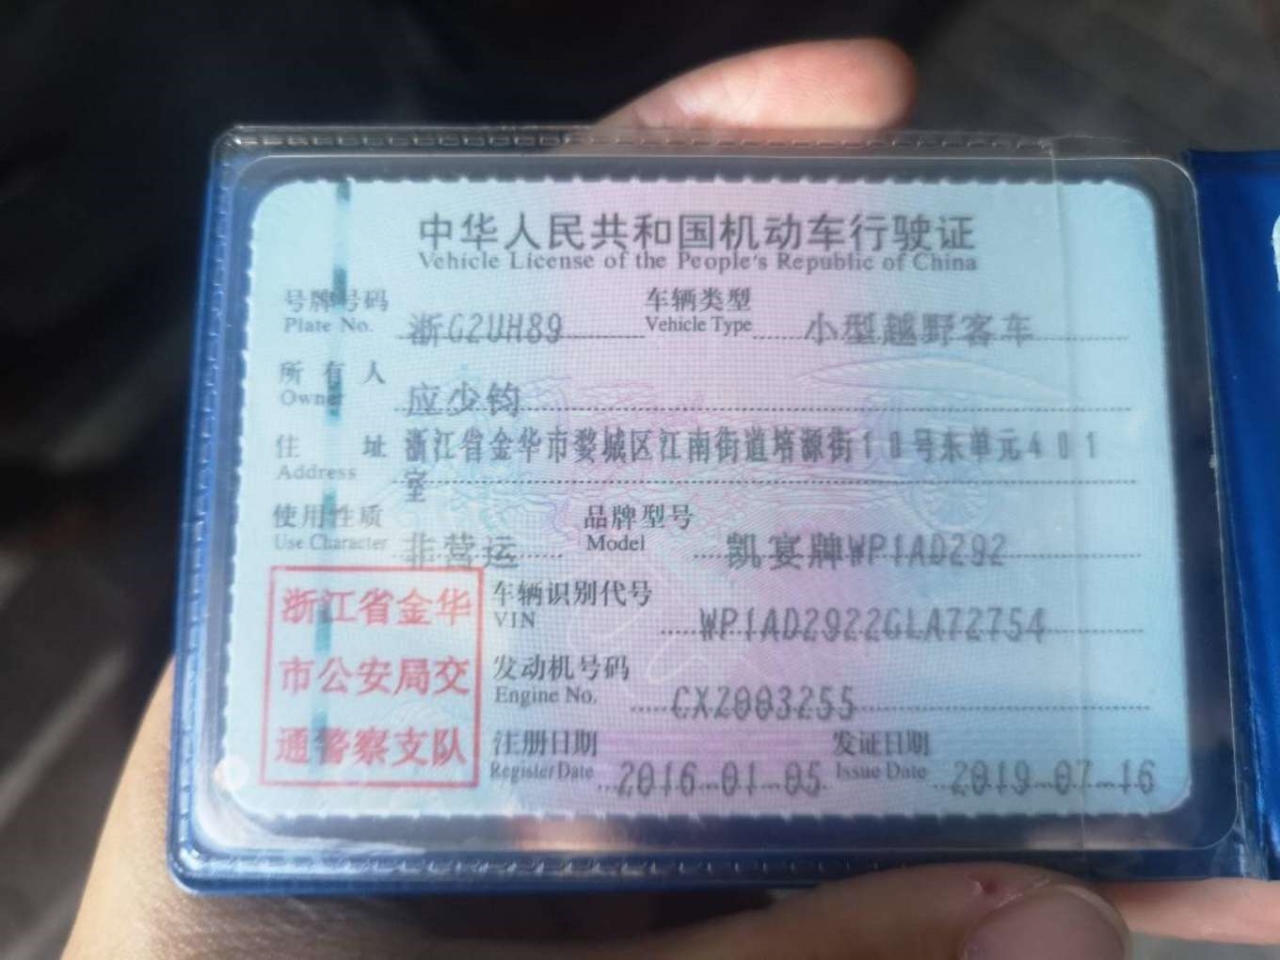 中华人民共和国机动车行驶证
Vehicle License of the People's Republic of China
号牌号码 浙G2UH89 车辆类型 小型越野客车
Plate No. Vehicle Type
所有人 应少钧
Owner
住址 浙江省金华市婺城区江南街道培源街10号东单元401
Address 室
使用性质 非营运 品牌型号 凯宴牌WP1AD292
Use Character Model
车辆识别代号 WP1AD2922GLA72754
VIN
发动机号码 CXZ003255
Engine No.
注册日期 2016-01-05 发证日期 2019-07-16
Register Date Issue Date
浙江省金华
市公安局交
通警察支队